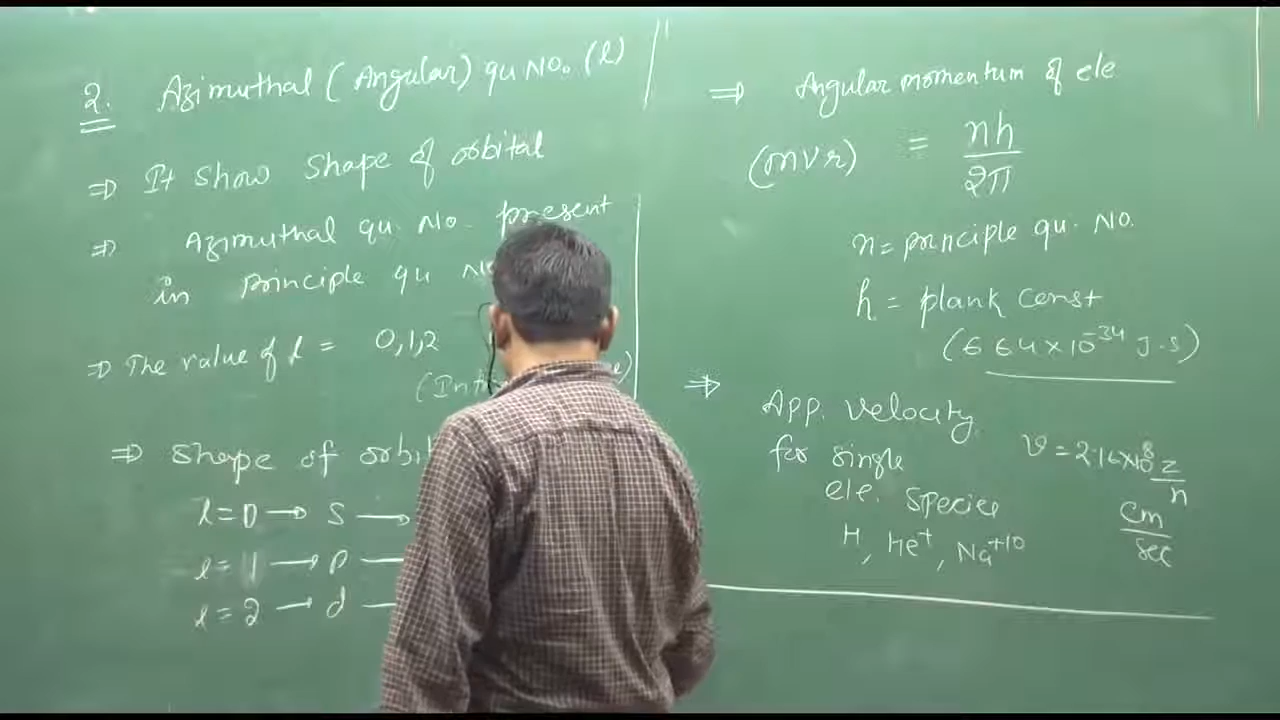 2. Azimuthal (Angular) qu NO. (l)
⇒ It show shape of orbital
⇒ Azimuthal qu. No. present
in principle qu
⇒ The value of l = 0,1,2
⇒ shape of
l=0 → s →
l=1 → p →
l=2 → d →
⇒ Angular momentum of ele
(mvr) = nh/2π
n = principle qu. NO.
h = plank const
(6.64×10⁻³⁴ J.s)
⇒ App. velocity
for single
ele. species
H, He⁺, Na⁺¹⁰
v = 2.16×10⁸ z/n
cm/sec